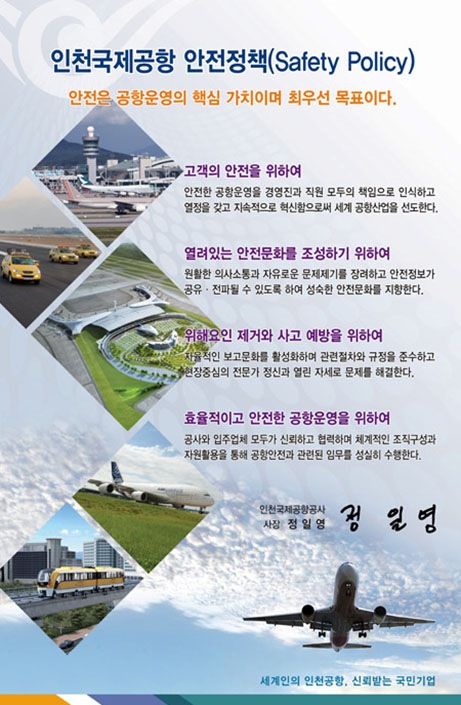 인천국제공항 안전정책(Safety Policy)
안전은 공항운영의 핵심 가치이며 최우선 목표이다.
고객의 안전을 위하여
안전한 공항운영을 경영진과 직원 모두의 책임으로 인식하고
열정을 갖고 지속적으로 혁신함으로써 세계 공항산업을 선도한다.
열려있는 안전문화를 조성하기 위하여
원활한 의사소통과 자유로운 문제제기를 장려하고 안전정보가
공유·전파될 수 있도록 하여 성숙한 안전문화를 지향한다.
위해요인 제거와 사고 예방을 위하여
자율적인 보고문화를 활성화하며 관련절차와 규정을 준수하고
현장중심의 전문가 정신과 열린 자세로 문제를 해결한다.
효율적이고 안전한 공항운영을 위하여
공사와 입주업체 모두가 신뢰하고 협력하며 체계적인 조직구성과
자원활용을 통해 공항안전과 관련된 임무를 성실히 수행한다.
인천국제공항공사
사장 정일영 정일영
세계인의 인천공항, 신뢰받는 국민기업